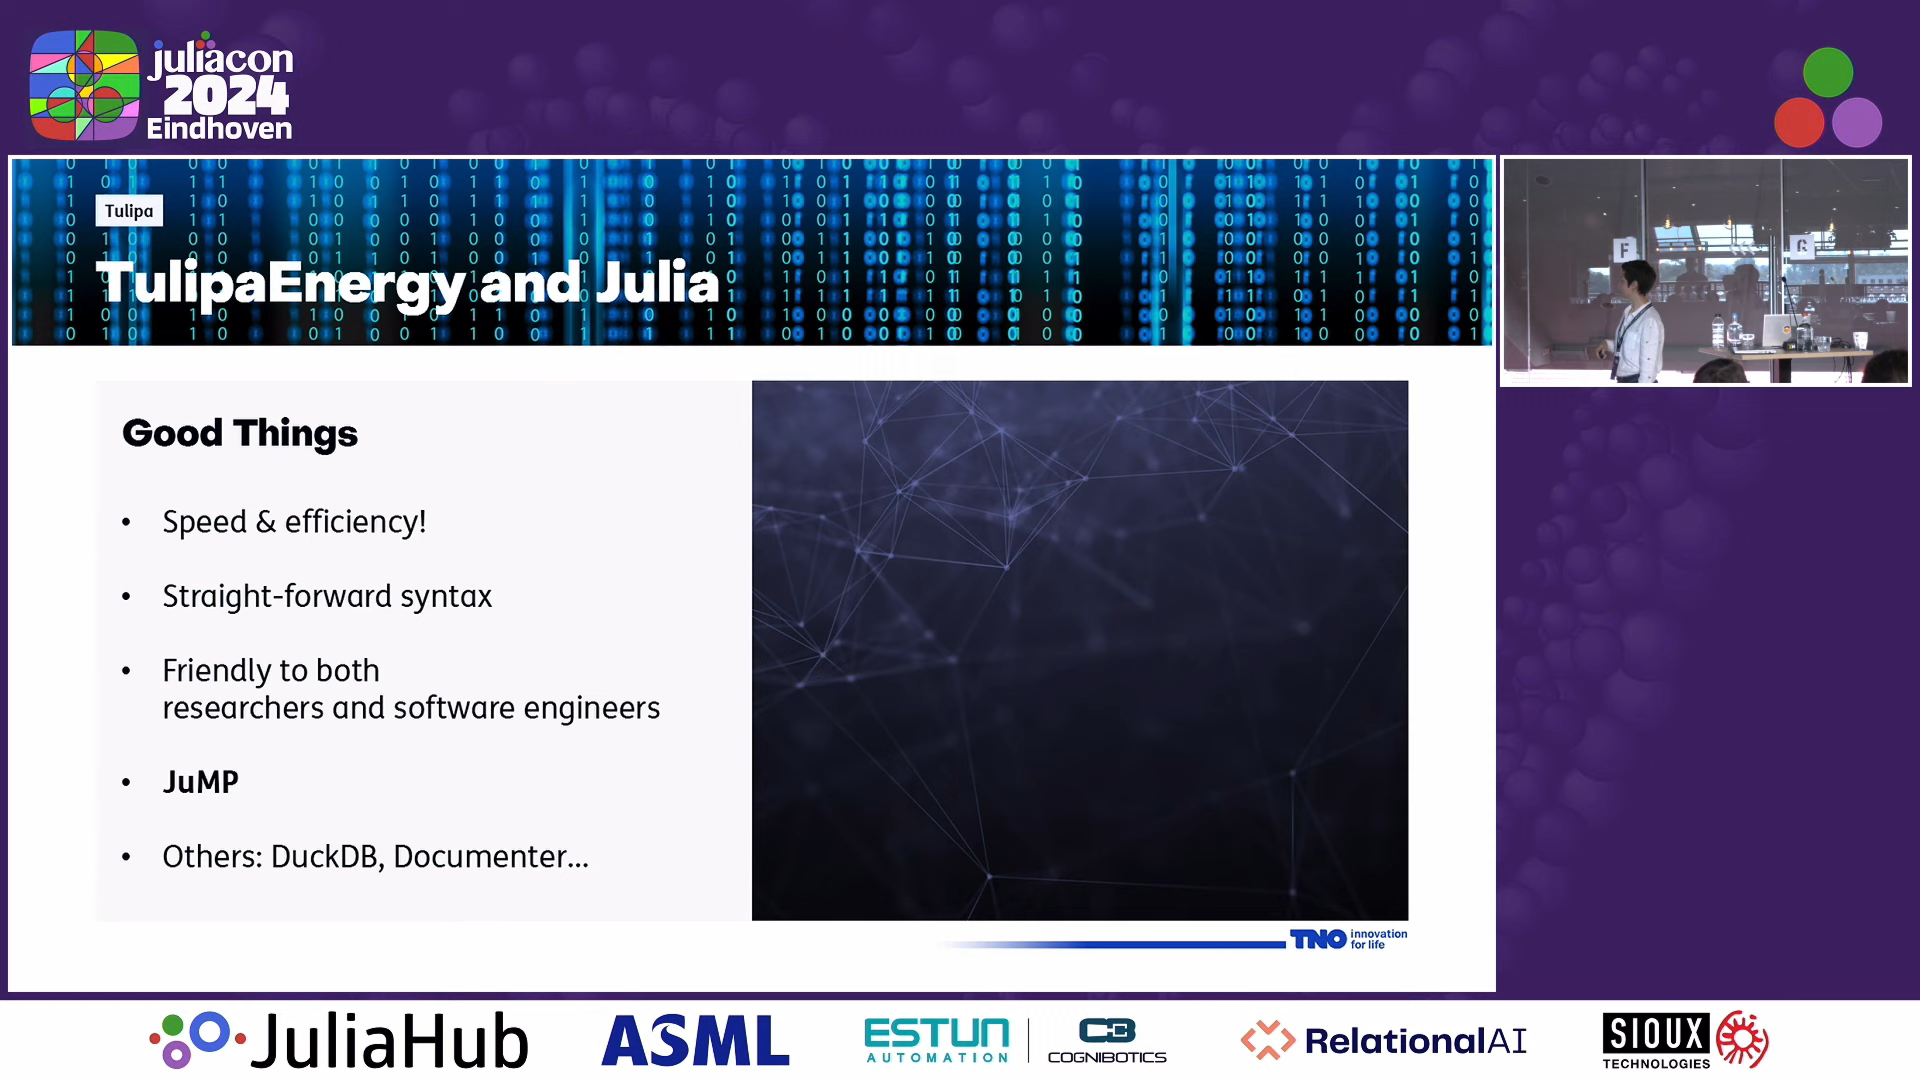 juliacon
2024
Eindhoven
Tulipa
TulipaEnergy and Julia
Good Things
• Speed & efficiency!
• Straight-forward syntax
• Friendly to both
researchers and software engineers
• JuMP
• Others: DuckDB, Documenter...
TNO innovation
for life
F
G
JuliaHub
ASML
ESTUN
AUTOMATION
COGNIBOTICS
RelationalAI
SIOUX
TECHNOLOGIES